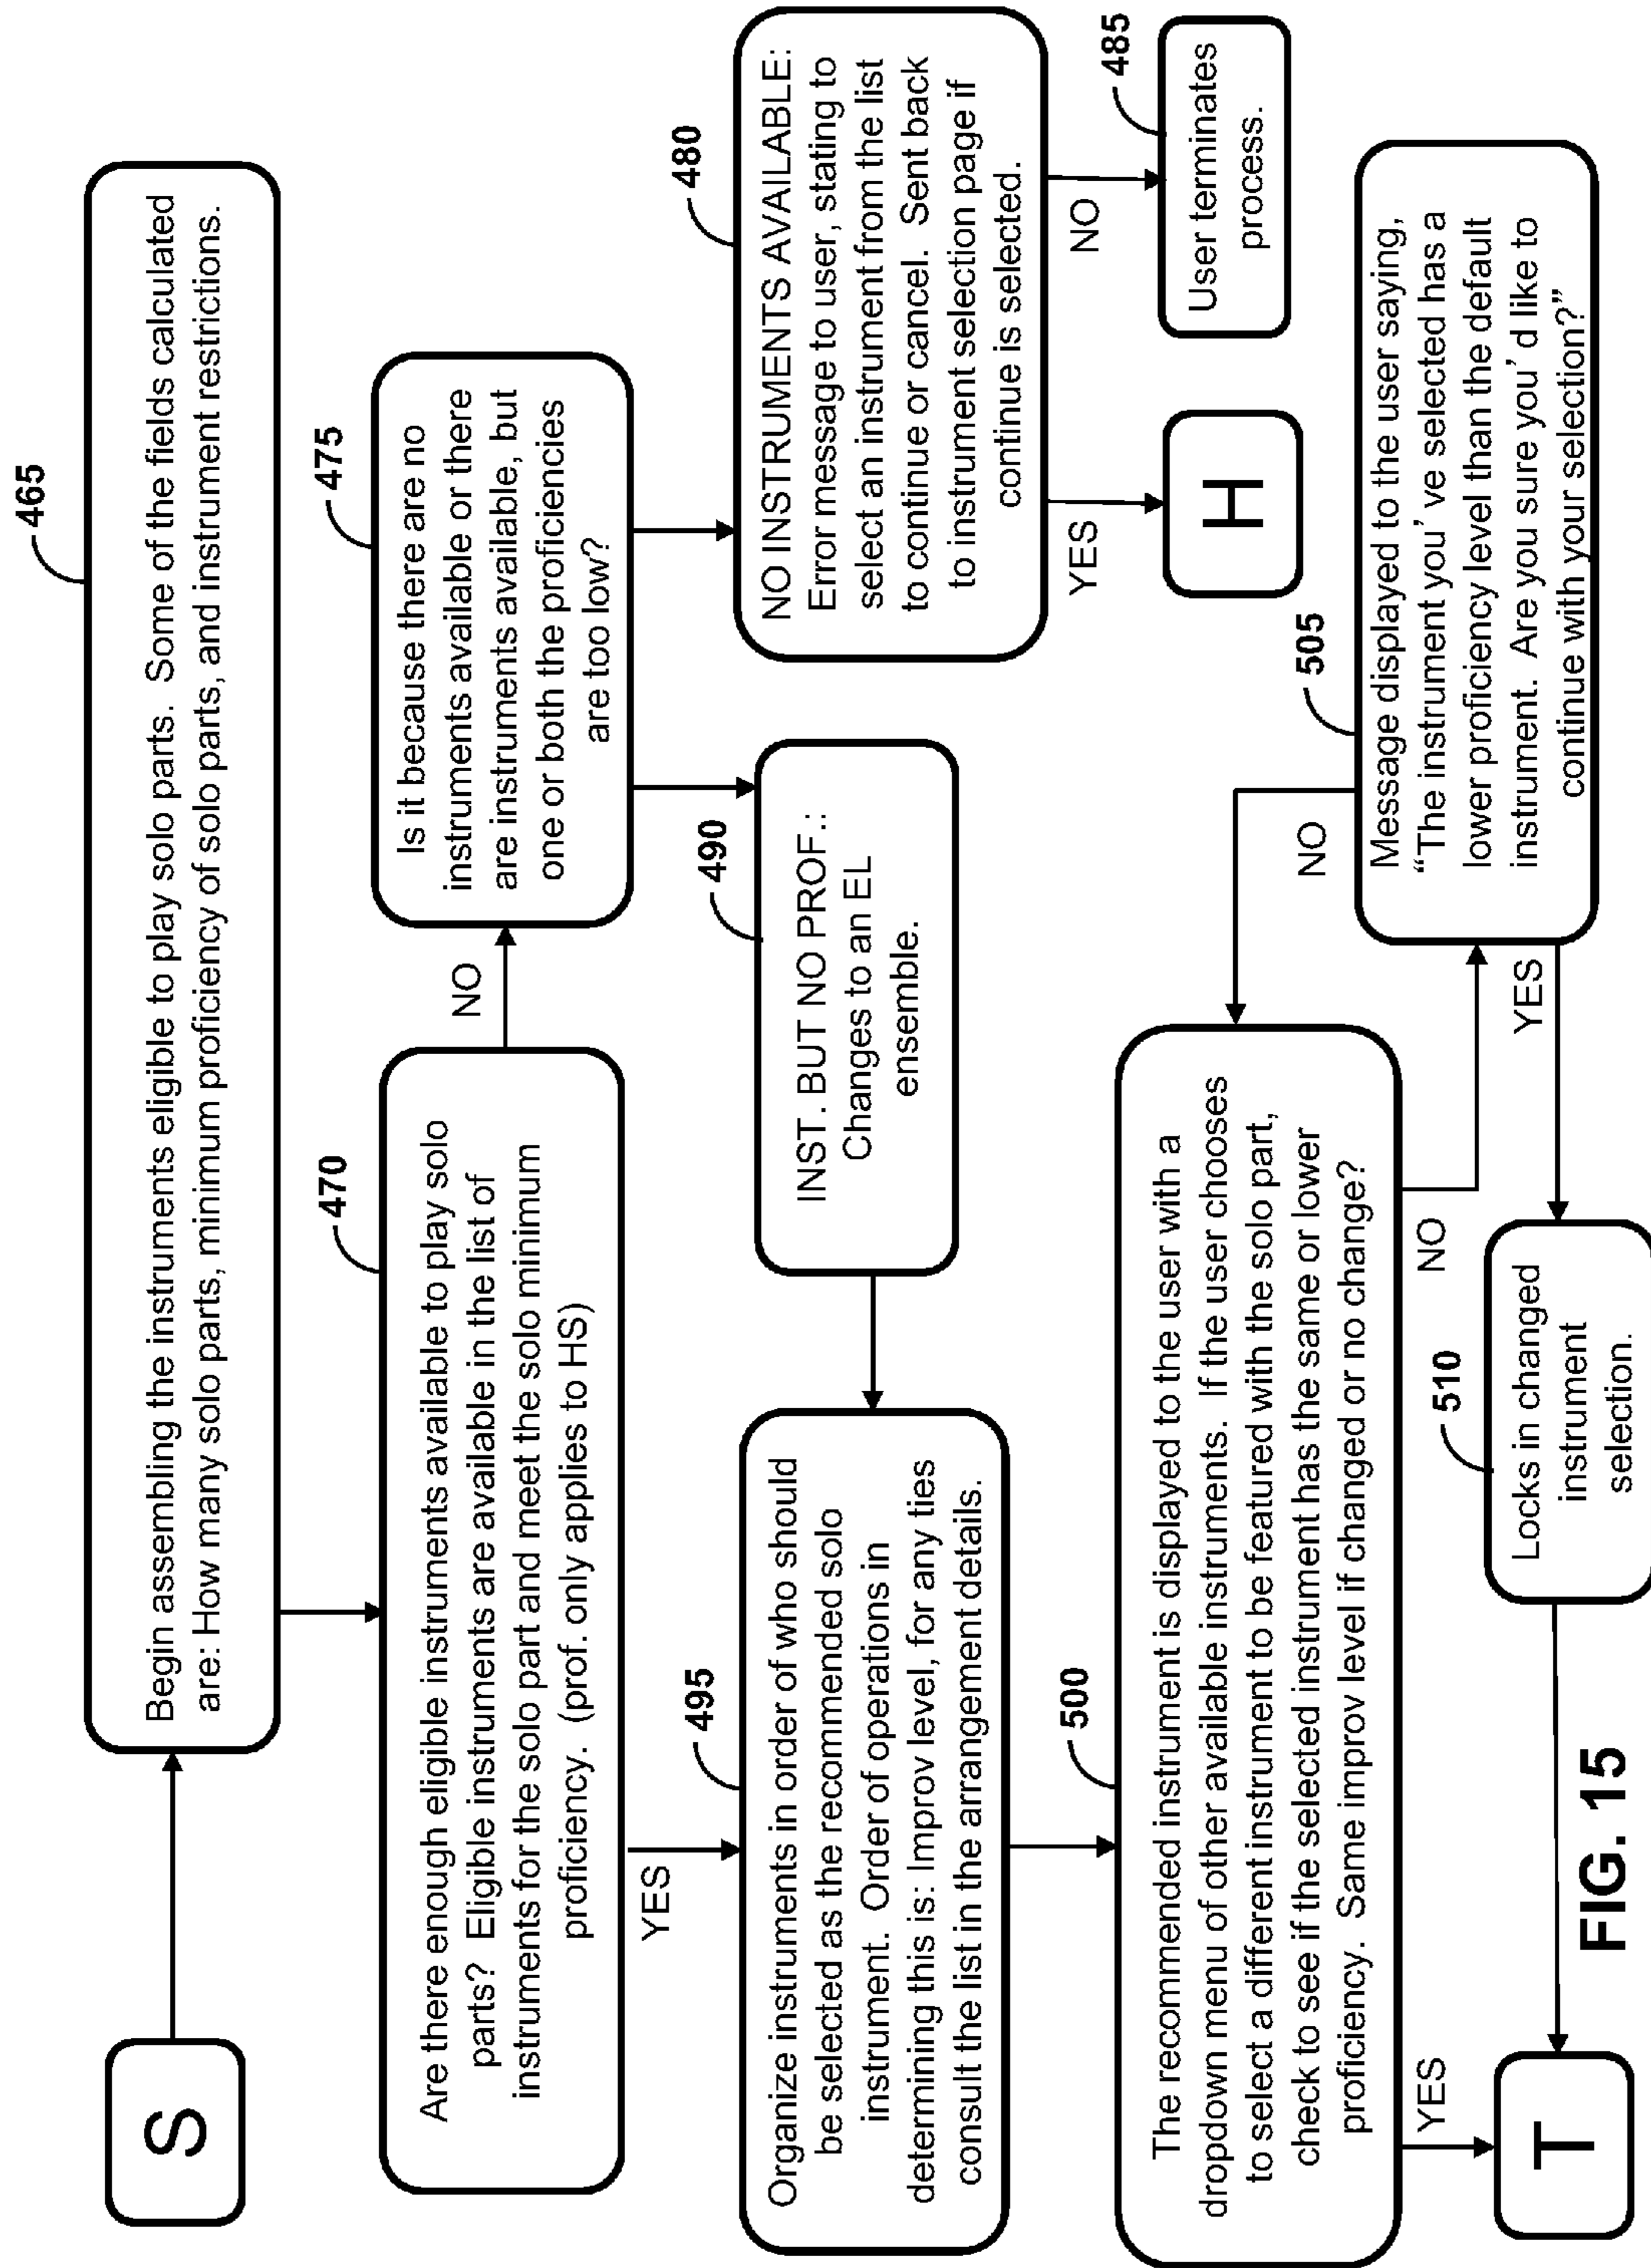 465
S
Begin assembling the instruments eligible to play solo parts. Some of the fields calculated
are: How many solo parts, minimum proficiency of solo parts, and instrument restrictions.
470
Are there enough eligible instruments available to play solo
parts? Eligible instruments are available in the list of
instruments for the solo part and meet the solo minimum
proficiency. (prof. only applies to HS)
NO
475
Is it because there are no
instruments available or there
are instruments available, but
one or both the proficiencies
are too low?
480
NO INSTRUMENTS AVAILABLE:
Error message to user, stating to
select an instrument from the list
to continue or cancel. Sent back
to instrument selection page if
continue is selected.
YES
H
NO
485
User terminates
process.
490
INST. BUT NO PROF.:
Changes to an EL
ensemble.
YES
495
Organize instruments in order of who should
be selected as the recommended solo
instrument. Order of operations in
determining this is: Improv level, for any ties
consult the list in the arrangement details.
500
The recommended instrument is displayed to the user with a
dropdown menu of other available instruments. If the user chooses
to select a different instrument to be featured with the solo part,
check to see if the selected instrument has the same or lower
proficiency. Same improv level if changed or no change?
NO
NO
505
Message displayed to the user saying,
“The instrument you’ ve selected has a
lower proficiency level than the default
instrument. Are you sure you’ d like to
continue with your selection?”
YES
510
Locks in changed
instrument
selection.
YES
T
FIG. 15